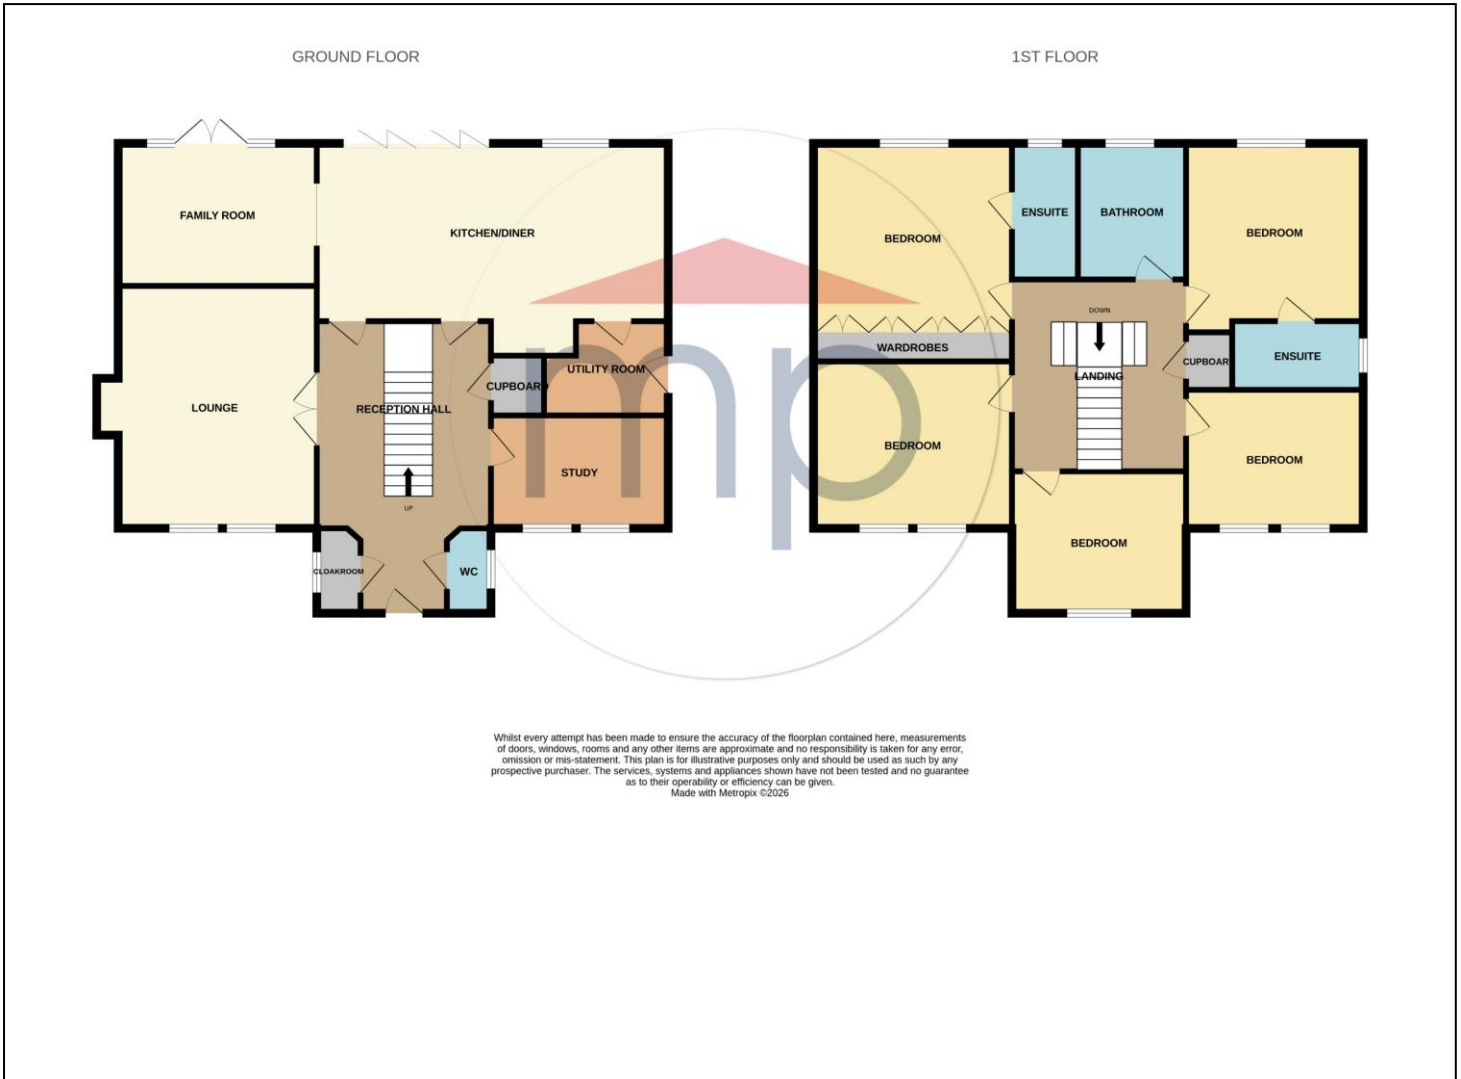 GROUND FLOOR
1ST FLOOR
FAMILY ROOM
KITCHEN/DINER
LOUNGE
RECEPTION HALL
CUPBOARD
UTILITY ROOM
STUDY
UP
CLOAKROOM
WC
BEDROOM
ENSUITE
BATHROOM
BEDROOM
WARDROBES
DOWN
LANDING
CUPBOARD
ENSUITE
BEDROOM
BEDROOM
BEDROOM
mp
Whilst every attempt has been made to ensure the accuracy of the floorplan contained here, measurements
of doors, windows, rooms and any other items are approximate and no responsibility is taken for any error,
omission or mis-statement. This plan is for illustrative purposes only and should be used as such by any
prospective purchaser. The services, systems and appliances shown have not been tested and no guarantee
as to their operability or efficiency can be given.
Made with Metropix ©2026